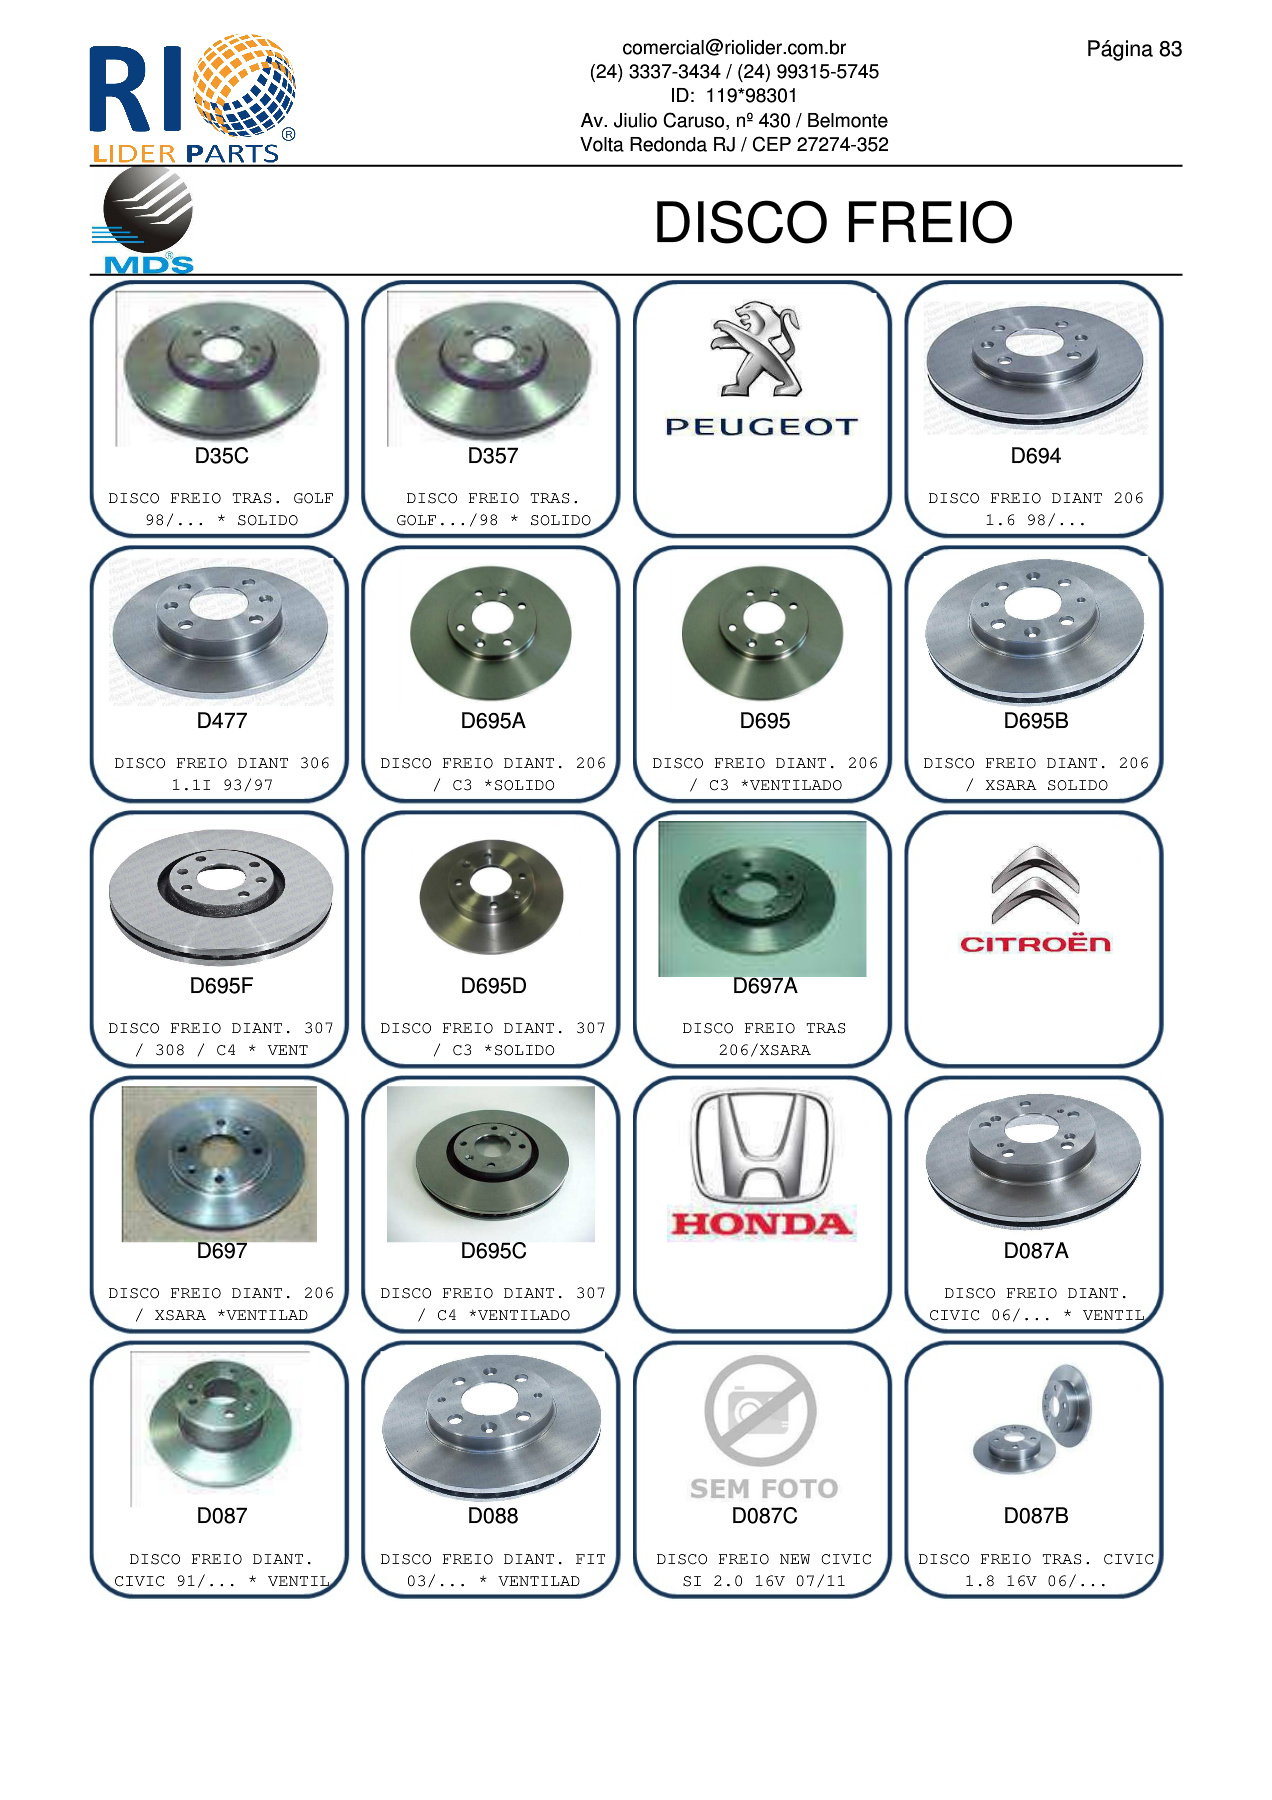 RIO
LIDER PARTS
®
comercial@riolider.com.br
(24) 3337-3434 / (24) 99315-5745
ID: 119*98301
Av. Jiulio Caruso, nº 430 / Belmonte
Volta Redonda RJ / CEP 27274-352
Página 83
MDS®
DISCO FREIO
D35C
DISCO FREIO TRAS. GOLF
98/... * SOLIDO
D357
DISCO FREIO TRAS.
GOLF.../98 * SOLIDO
PEUGEOT
D694
DISCO FREIO DIANT 206
1.6 98/...
D477
DISCO FREIO DIANT 306
1.1I 93/97
D695A
DISCO FREIO DIANT. 206
/ C3 *SOLIDO
D695
DISCO FREIO DIANT. 206
/ C3 *VENTILADO
D695B
DISCO FREIO DIANT. 206
/ XSARA SOLIDO
D695F
DISCO FREIO DIANT. 307
/ 308 / C4 * VENT
D695D
DISCO FREIO DIANT. 307
/ C3 *SOLIDO
D697A
DISCO FREIO TRAS
206/XSARA
CITROËN
D697
DISCO FREIO DIANT. 206
/ XSARA *VENTILAD
D695C
DISCO FREIO DIANT. 307
/ C4 *VENTILADO
HONDA
D087A
DISCO FREIO DIANT.
CIVIC 06/... * VENTIL
D087
DISCO FREIO DIANT.
CIVIC 91/... * VENTIL
D088
DISCO FREIO DIANT. FIT
03/... * VENTILAD
SEM FOTO
D087C
DISCO FREIO NEW CIVIC
SI 2.0 16V 07/11
D087B
DISCO FREIO TRAS. CIVIC
1.8 16V 06/...